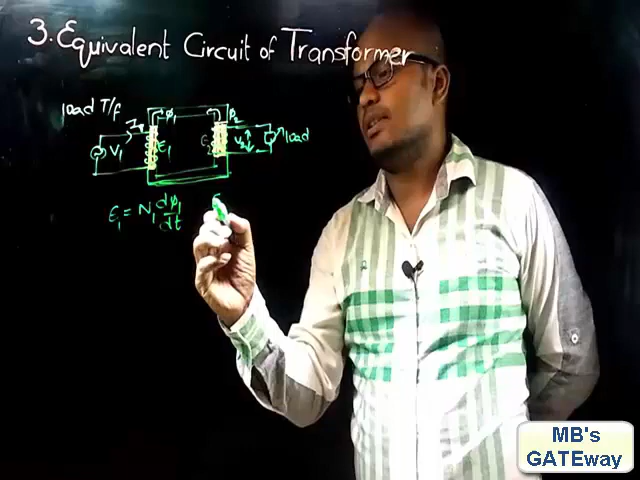 3. Equivalent Circuit of Transformer
load T/f
I₁ φ₁ φ₂
V₁ E₁ E₂ V₂ load
E₁ = N₁ dφ₁/dt E
MB's
GATEway